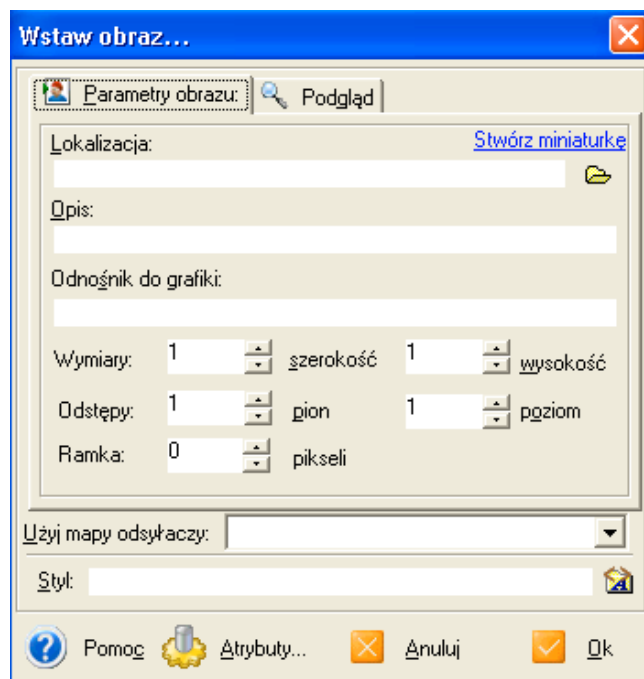 Wstaw obraz...
Parametry obrazu: Podgląd
Lokalizacja: Stwórz miniaturkę
Opis:
Odnośnik do grafiki:
Wymiary: 1 szerokość 1 wysokość
Odstępy: 1 pion 1 poziom
Ramka: 0 pikseli
Użyj mapy odsyłaczy:
Styl:
Pomoc Atrybuty... Anuluj Ok